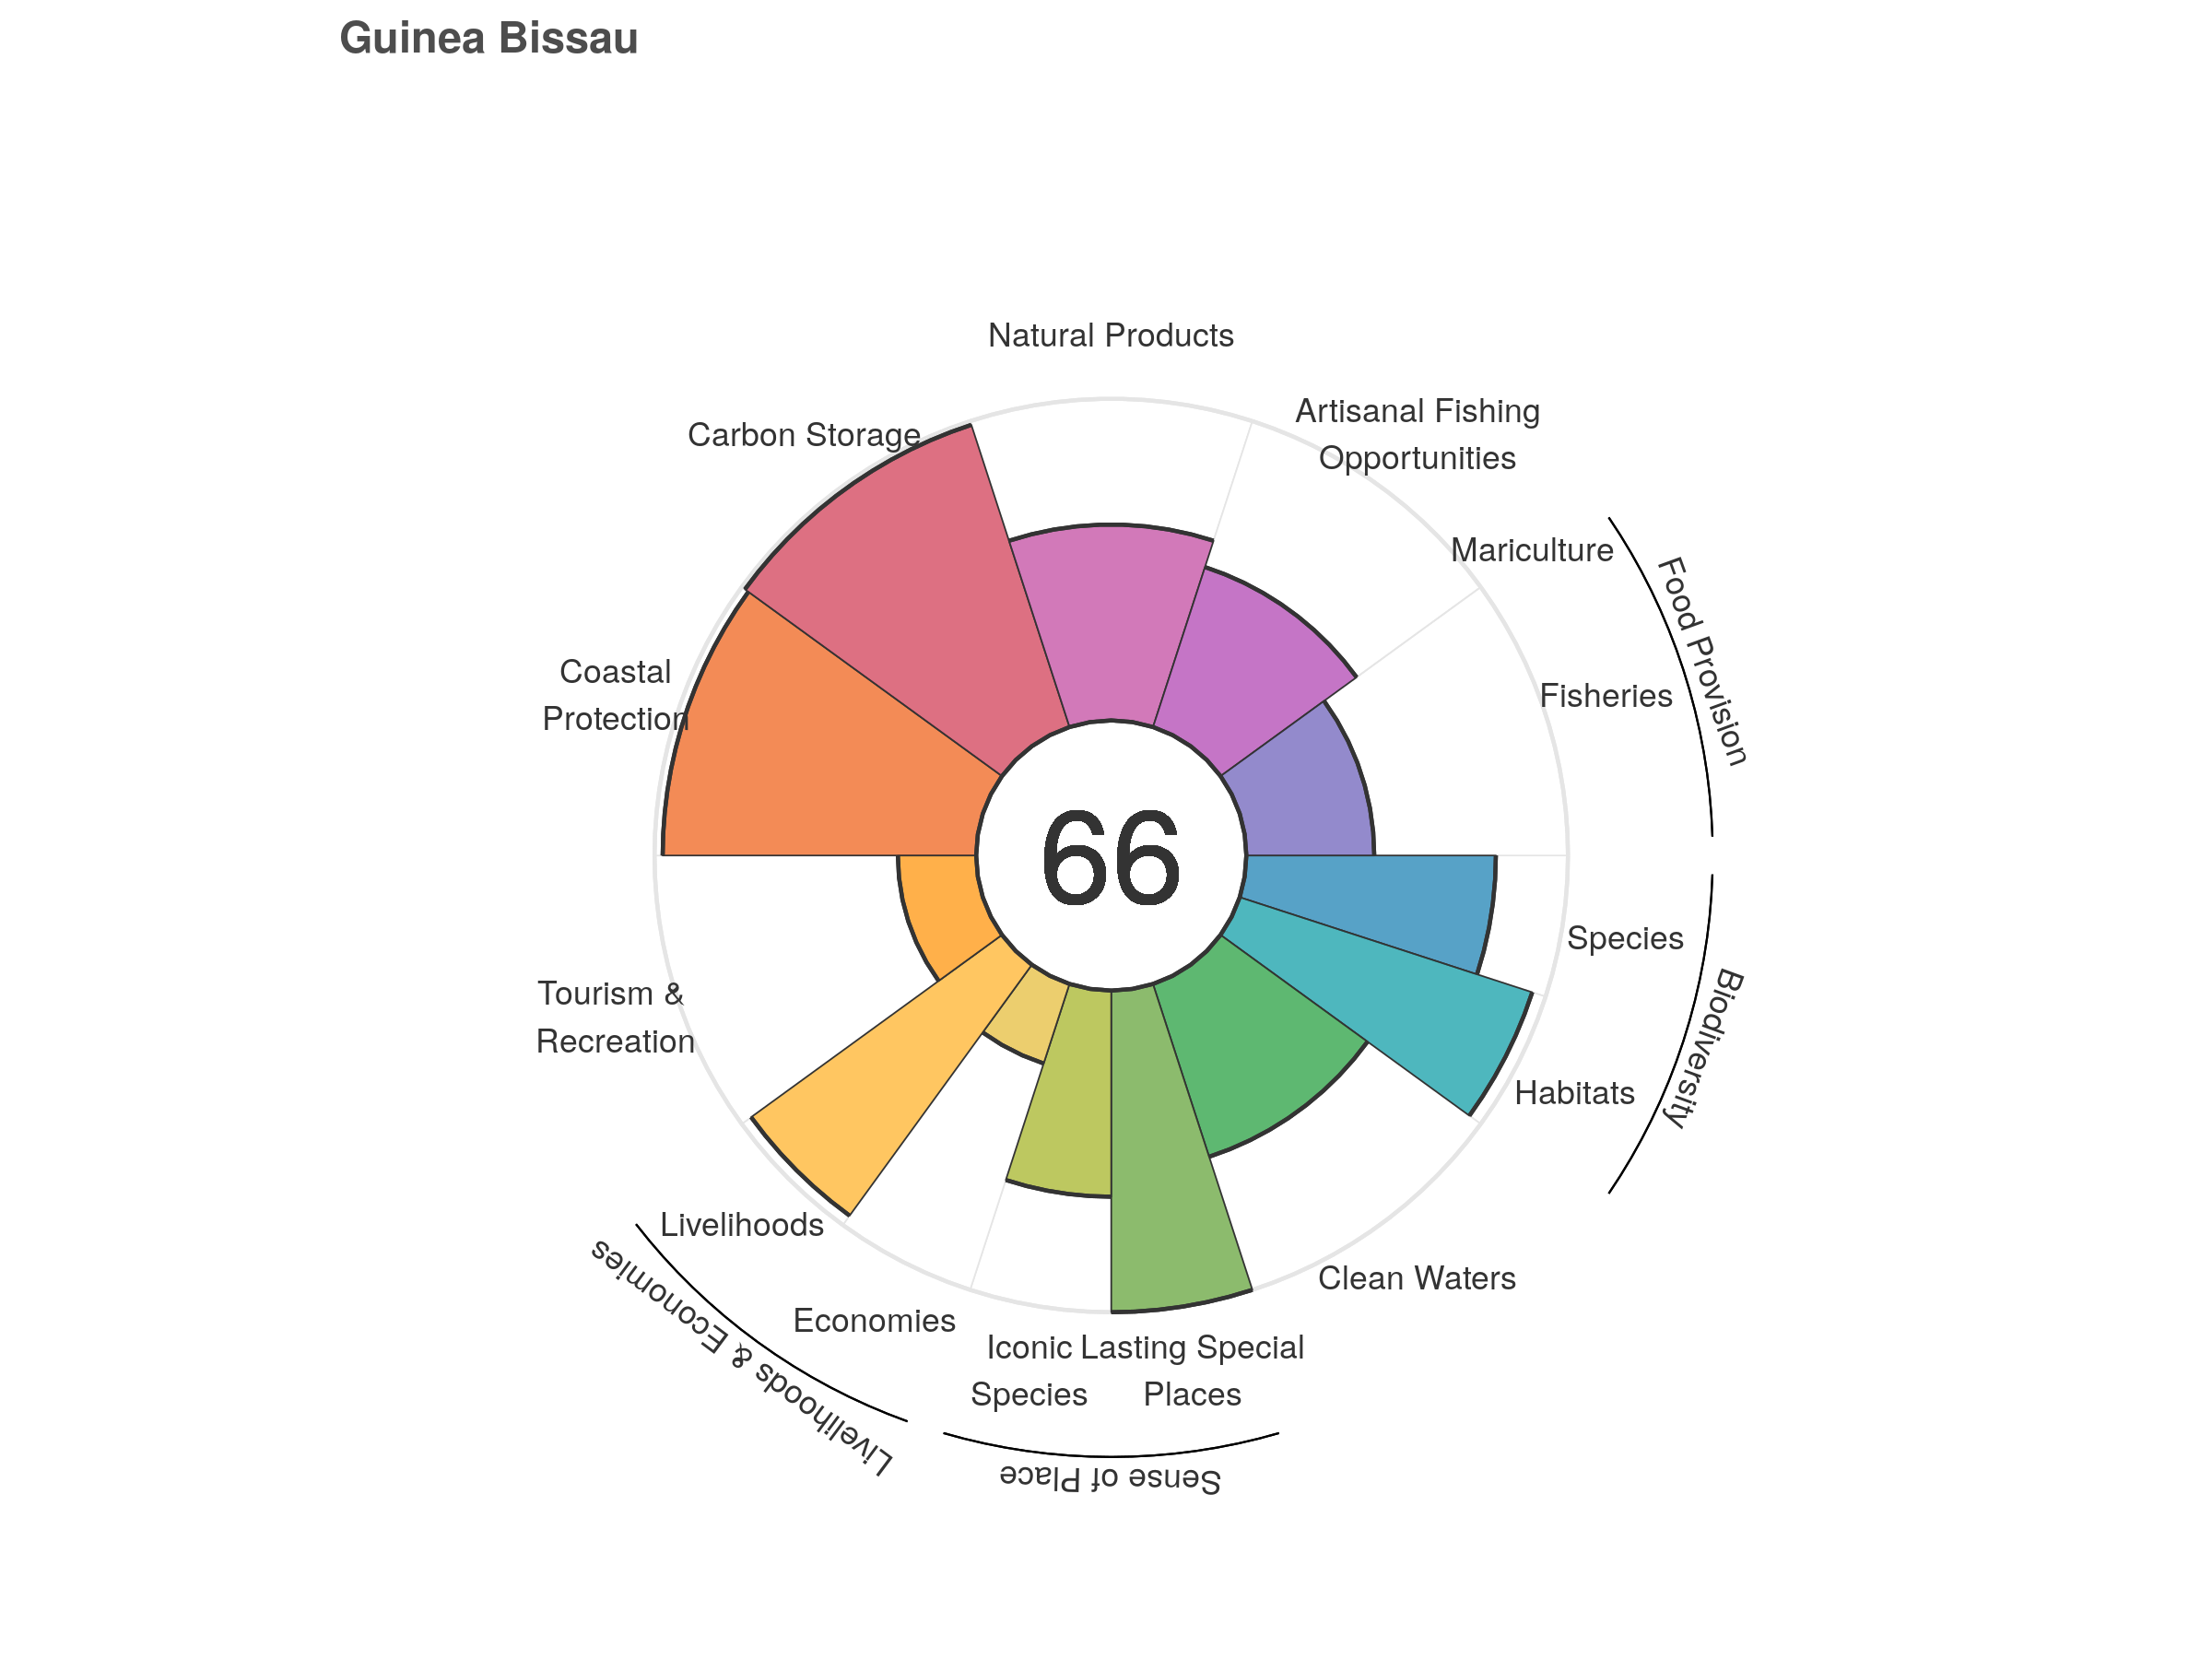 Guinea Bissau
Natural Products
Artisanal Fishing
Opportunities
Carbon Storage
Mariculture
Food Provision
Fisheries
Coastal
Protection
66
Species
Biodiversity
Habitats
Tourism &
Recreation
Livelihoods
Livelihoods & Economies
Clean Waters
Economies
Iconic
Species
Lasting Special
Places
Sense of Place